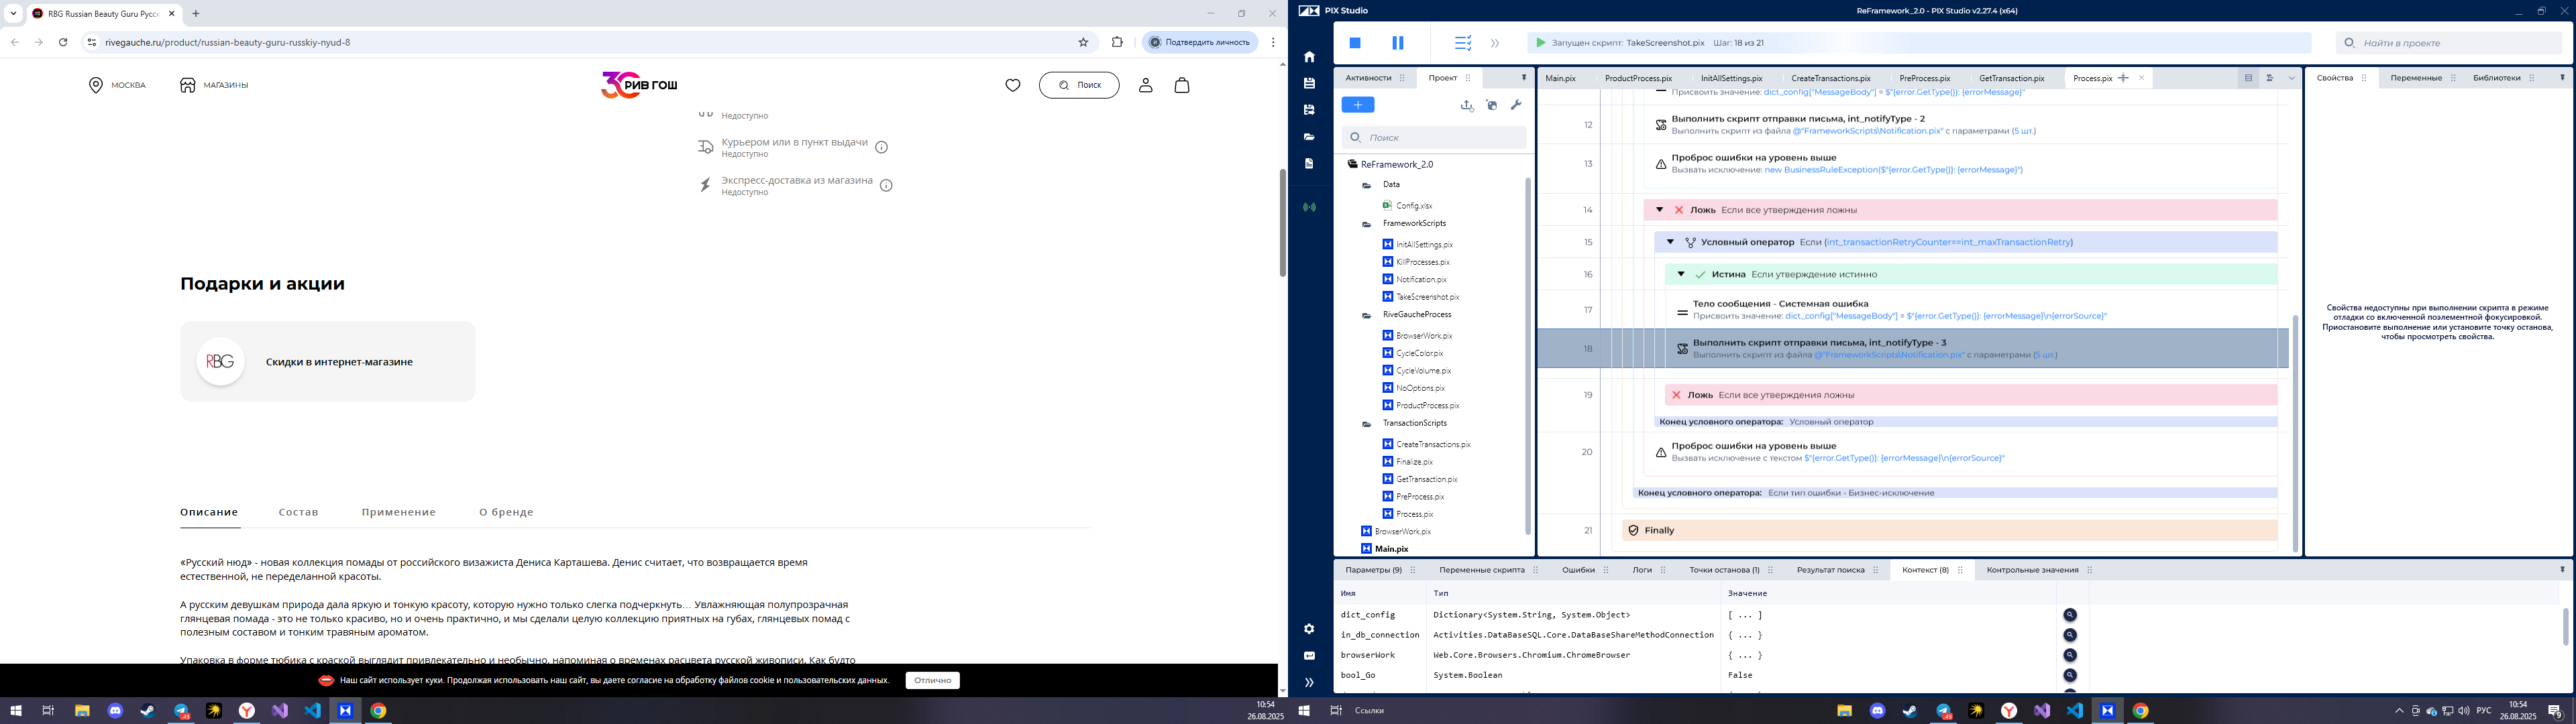 RBG Russian Beauty Guru Русск
rivegauche.ru/product/russian-beauty-guru-russkiy-nyud-8
Подтвердить личность
МОСКВА
МАГАЗИНЫ
РИВ ГОШ
Поиск
Недоступно
Курьером или в пункт выдачи
Недоступно
Экспресс-доставка из магазина
Недоступно
Подарки и акции
RBG
Скидки в интернет-магазине
Описание Состав Применение О бренде
«Русский нюд» - новая коллекция помады от российского визажиста Дениса Карташева. Денис считает, что возвращается время
естественной, не переделанной красоты.
А русским девушкам природа дала яркую и тонкую красоту, которую нужно только слегка подчеркнуть… Увлажняющая полупрозрачная
глянцевая помада - это не только красиво, но и очень практично, и мы сделали целую коллекцию приятных на губах, глянцевых помад с
полезным составом и тонким травяным ароматом.
Упаковка в форме тюбика с краской выглядит привлекательно и необычно, напоминая о временах расцвета русской живописи. Как будто
Наш сайт использует куки. Продолжая использовать наш сайт, вы даете согласие на обработку файлов cookie и пользовательских данных.
Отлично
10:54
26.08.2025
PIX Studio
ReFramework_2.0 - PIX Studio v2.27.4 (x64)
Запущен скрипт: TakeScreenshot.pix Шаг: 18 из 21
Найти в проекте
Активности
Проект
Поиск
ReFramework_2.0
Data
Config.xlsx
FrameworkScripts
InitAllSettings.pix
KillProcesses.pix
Notification.pix
TakeScreenshot.pix
RiveGaucheProcess
BrowserWork.pix
CycleColor.pix
CycleVolume.pix
NoOptions.pix
ProductProcess.pix
TransactionScripts
CreateTransactions.pix
Finalize.pix
GetTransaction.pix
PreProcess.pix
Process.pix
BrowserWork.pix
Main.pix
Main.pix ProductProcess.pix InitAllSettings.pix CreateTransactions.pix PreProcess.pix GetTransaction.pix Process.pix
Присвоить значение: dict_config["MessageBody"] = $"{error.GetType()}: {errorMessage}"
12 Выполнить скрипт отправки письма, int_notifyType - 2
Выполнить скрипт из файла @"FrameworkScripts\Notification.pix" с параметрами (5 шт.)
13 Проброс ошибки на уровень выше
Вызвать исключение: new BusinessRuleException($"{error.GetType()}: {errorMessage}")
14 Ложь Если все утверждения ложны
15 Условный оператор Если (int_transactionRetryCounter==int_maxTransactionRetry)
16 Истина Если утверждение истинно
17 Тело сообщения - Системная ошибка
Присвоить значение: dict_config["MessageBody"] = $"{error.GetType()}: {errorMessage}\n{errorSource}"
18 Выполнить скрипт отправки письма, int_notifyType - 3
Выполнить скрипт из файла @"FrameworkScripts\Notification.pix" с параметрами (5 шт.)
19 Ложь Если все утверждения ложны
Конец условного оператора: Условный оператор
20 Проброс ошибки на уровень выше
Вызвать исключение с текстом $"{error.GetType()}: {errorMessage}\n{errorSource}"
Конец условного оператора: Если тип ошибки - Бизнес-исключение
21 Finally
Свойства Переменные Библиотеки
Свойства недоступны при выполнении скрипта в режиме
отладки со включенной поэлементной фокусировкой.
Приостановите выполнение или установите точку останова,
чтобы просмотреть свойства.
Параметры (9) Переменные скрипта Ошибки Логи Точки останова (1) Результат поиска Контекст (8) Контрольные значения
Имя Тип Значение
dict_config Dictionary<System.String, System.Object> [ ... ]
in_db_connection Activities.DataBaseSQL.Core.DataBaseShareMethodConnection { ... }
browserWork Web.Core.Browsers.Chromium.ChromeBrowser { ... }
bool_Go System.Boolean False
Ссылки
РУС
10:54
26.08.2025